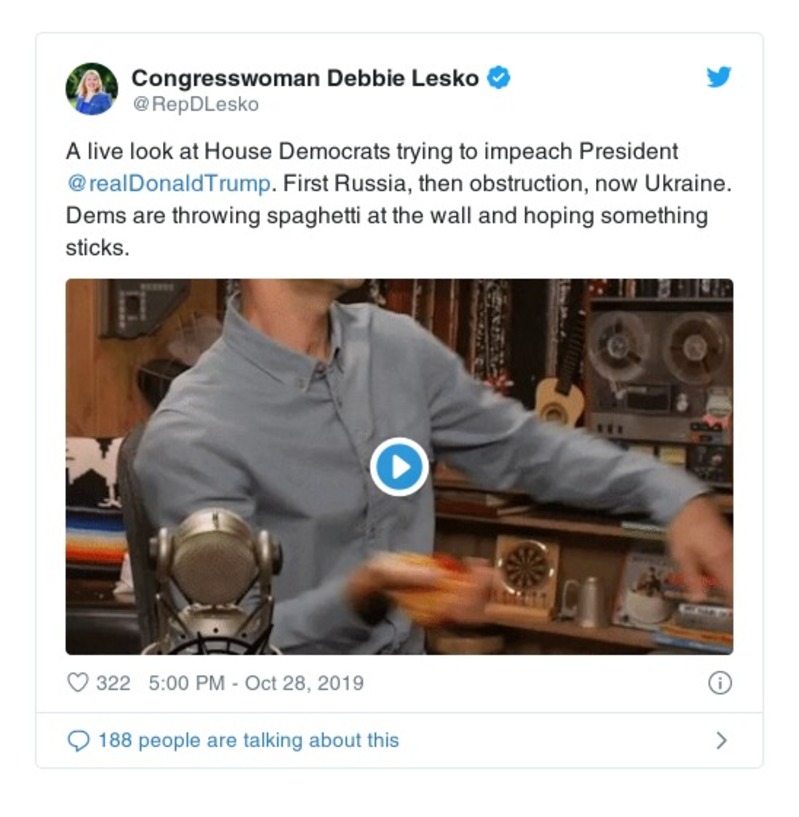 Congresswoman Debbie Lesko
@RepDLesko
A live look at House Democrats trying to impeach President
@realDonaldTrump. First Russia, then obstruction, now Ukraine.
Dems are throwing spaghetti at the wall and hoping something
sticks.
322 5:00 PM - Oct 28, 2019
188 people are talking about this